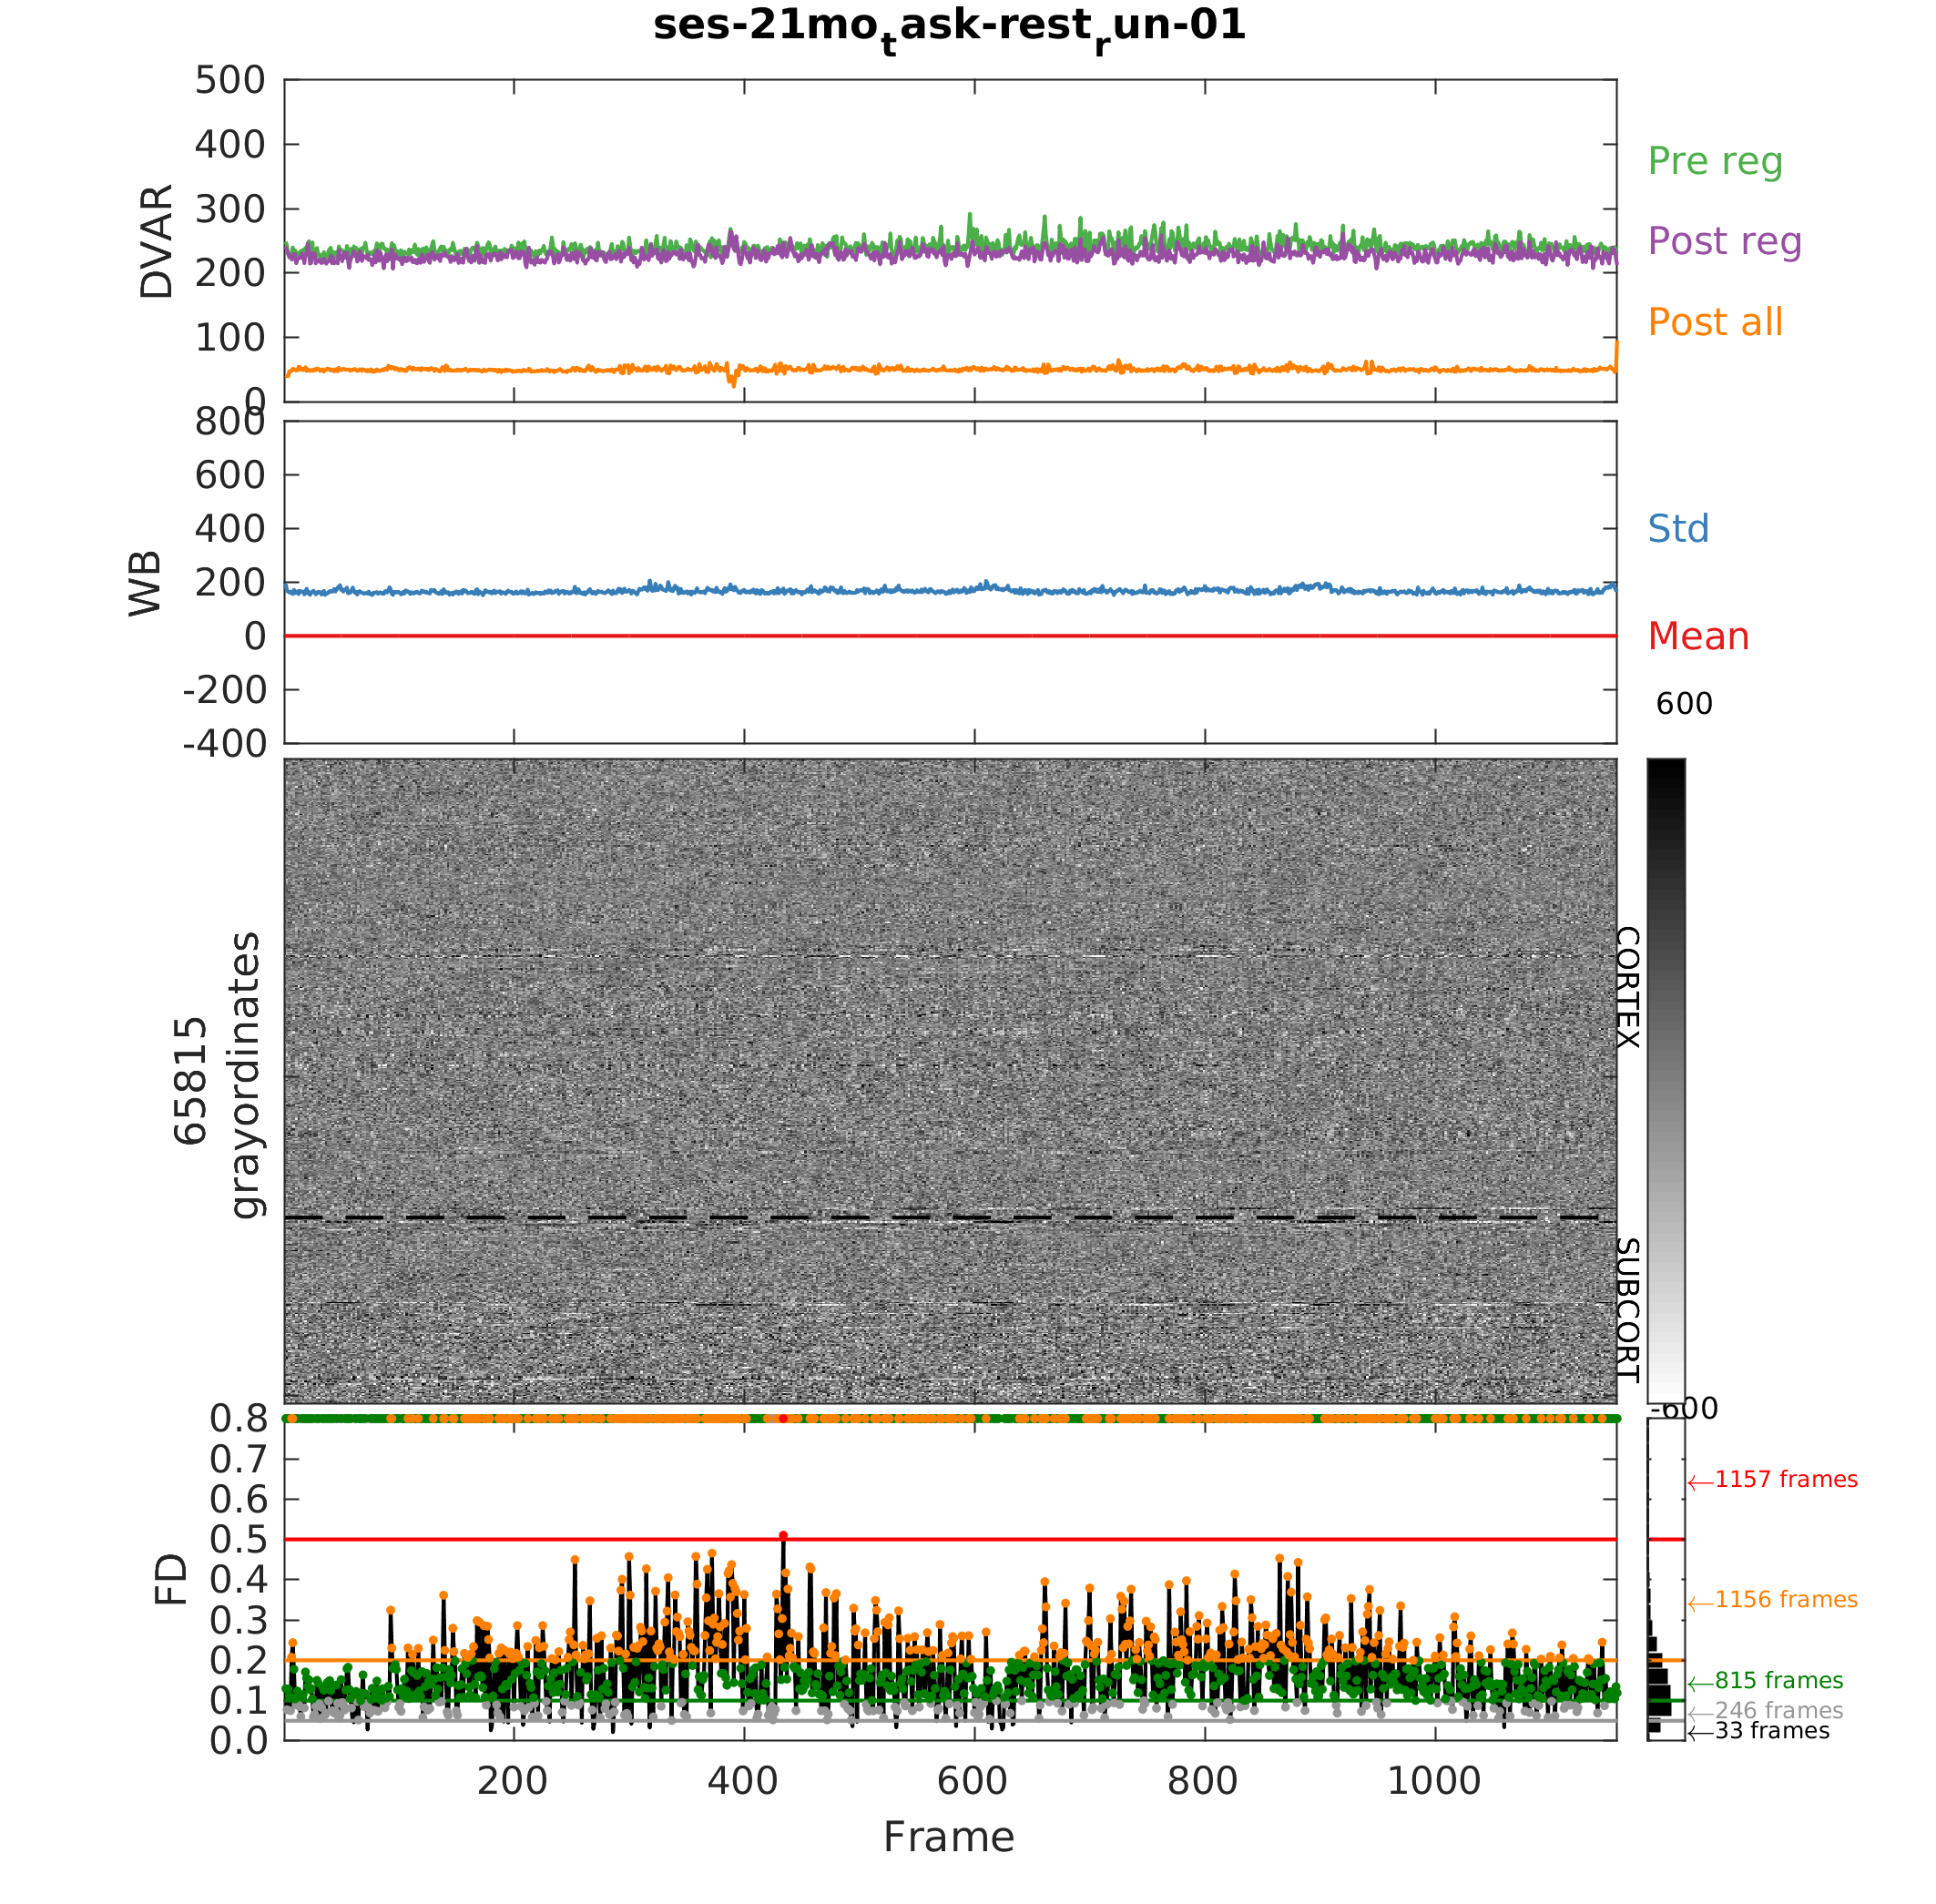 ses-21mo_task-rest_run-01
500
400
300
200
100
0
DVAR
Pre reg
Post reg
Post all
800
600
400
200
0
-200
-400
WB
Std
Mean
600
65815
grayordinates
CORTEX
SUBCORT
-600
0.8
0.7
0.6
0.5
0.4
0.3
0.2
0.1
0.0
FD
←1157 frames
←1156 frames
←815 frames
←246 frames
←33 frames
200 400 600 800 1000
Frame